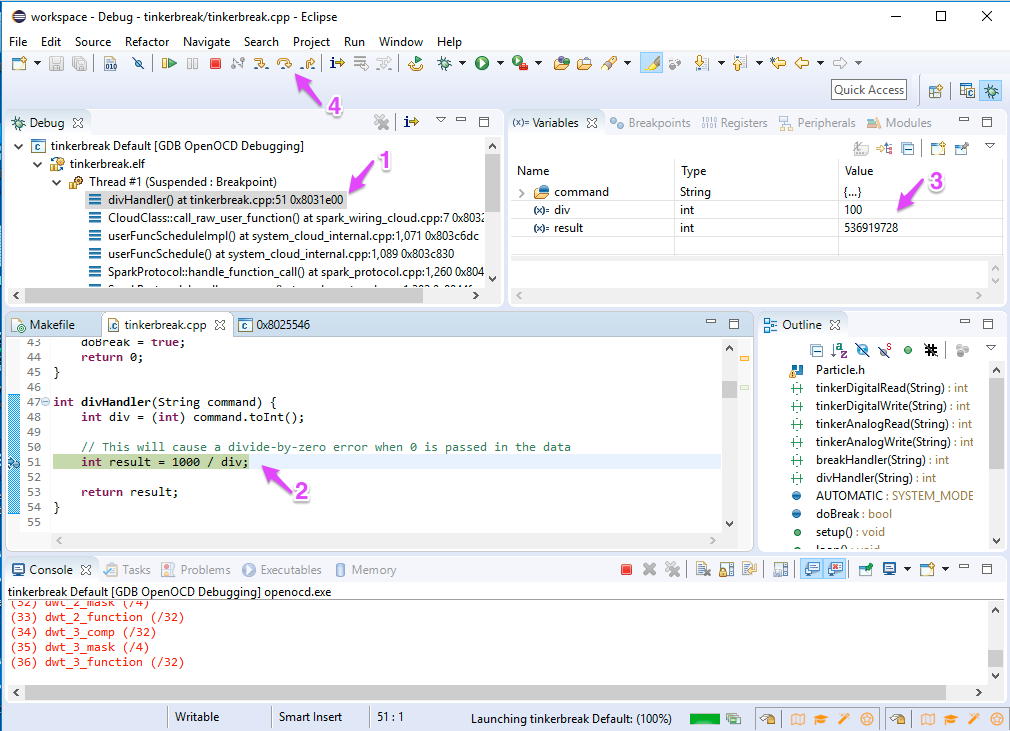 workspace - Debug - tinkerbreak/tinkerbreak.cpp - Eclipse
File Edit Source Refactor Navigate Search Project Run Window Help
Quick Access
4
Debug
tinkerbreak Default [GDB OpenOCD Debugging]
tinkerbreak.elf
Thread #1 (Suspended : Breakpoint)
divHandler() at tinkerbreak.cpp:51 0x8031e00
CloudClass::call_raw_user_function() at spark_wiring_cloud.cpp:7 0x8032
userFuncScheduleImpl() at system_cloud_internal.cpp:1,071 0x803c6dc
userFuncSchedule() at system_cloud_internal.cpp:1,089 0x803c830
SparkProtocol::handle_function_call() at spark_protocol.cpp:1,260 0x804
1
(x)= Variables Breakpoints Registers Peripherals Modules
Name Type Value
command String {...}
(x)= div int 100
(x)= result int 536919728
3
Makefile tinkerbreak.cpp 0x8025546
43 doBreak = true;
44 return 0;
45 }
46
47 int divHandler(String command) {
48 int div = (int) command.toInt();
49
50 // This will cause a divide-by-zero error when 0 is passed in the data
51 int result = 1000 / div;
52
53 return result;
54 }
55
2
Outline
Particle.h
tinkerDigitalRead(String) : int
tinkerDigitalWrite(String) : int
tinkerAnalogRead(String) : int
tinkerAnalogWrite(String) : int
breakHandler(String) : int
divHandler(String) : int
AUTOMATIC : SYSTEM_MODE
doBreak : bool
setup() : void
loop() : void
Console Tasks Problems Executables Memory
tinkerbreak Default [GDB OpenOCD Debugging] openocd.exe
(32) dwt_2_mask (/4)
(33) dwt_2_function (/32)
(34) dwt_3_comp (/32)
(35) dwt_3_mask (/4)
(36) dwt_3_function (/32)
Writable Smart Insert 51 : 1 Launching tinkerbreak Default: (100%)